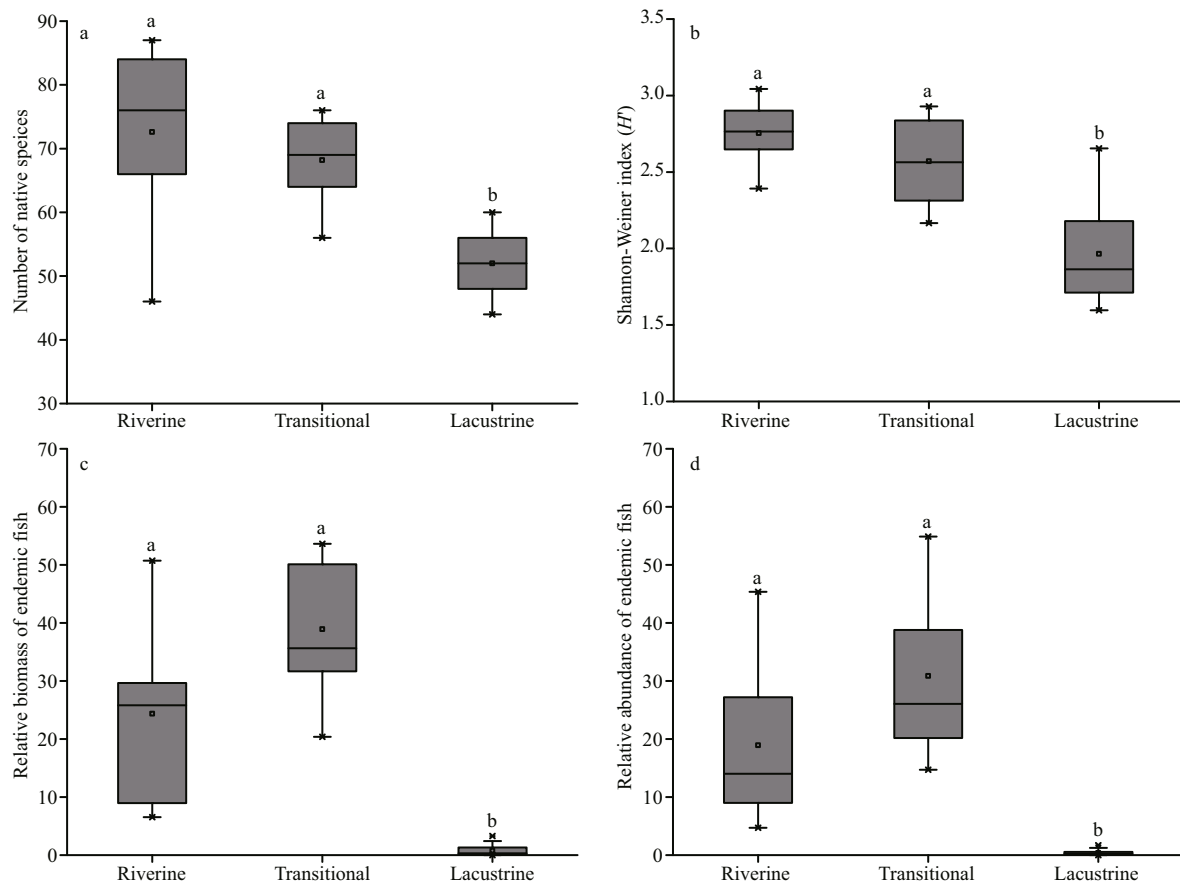 a
Number of native speices
90
80
70
60
50
40
30
a
a
b
Riverine
Transitional
Lacustrine
b
Shannon-Weiner index (H')
3.5
3.0
2.5
2.0
1.5
1.0
a
a
b
Riverine
Transitional
Lacustrine
c
Relative biomass of endemic fish
70
60
50
40
30
20
10
0
a
a
b
Riverine
Transitional
Lacustrine
d
Relative abundance of endemic fish
70
60
50
40
30
20
10
0
a
a
b
Riverine
Transitional
Lacustrine